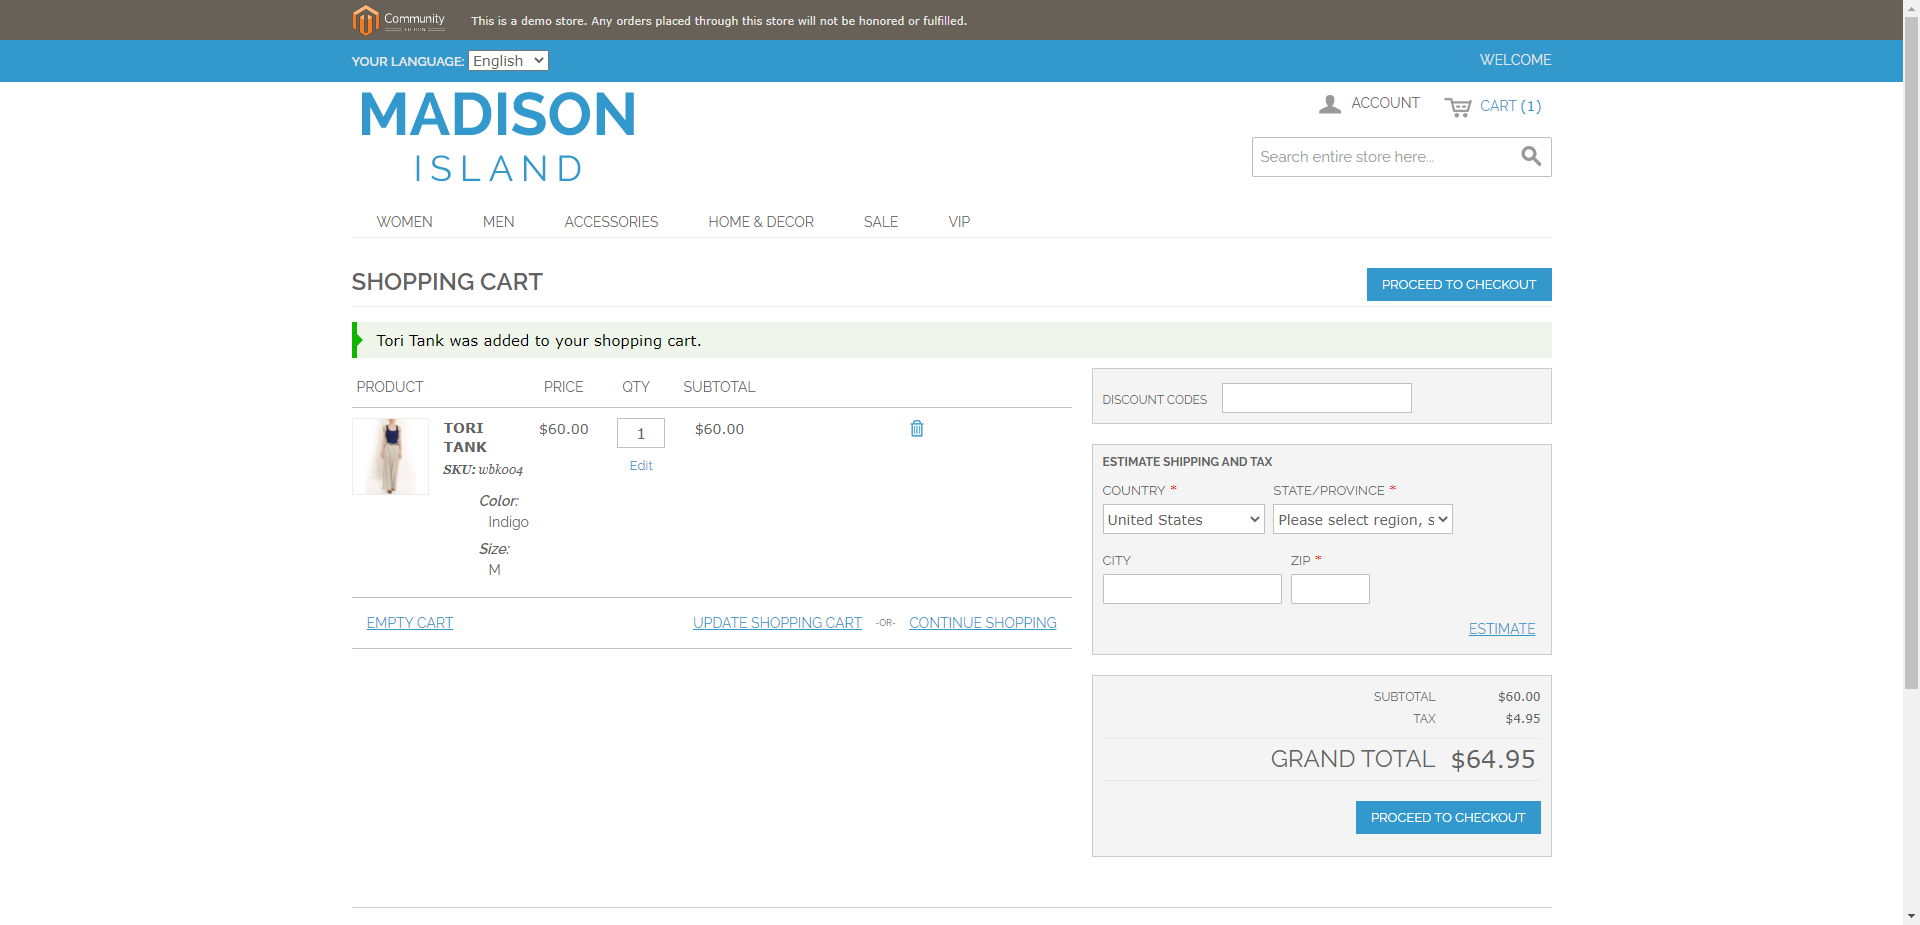 Community
EDITION
This is a demo store. Any orders placed through this store will not be honored or fulfilled.
YOUR LANGUAGE: English
WELCOME
MADISON
ISLAND
ACCOUNT
CART (1)
Search entire store here...
WOMEN
MEN
ACCESSORIES
HOME & DECOR
SALE
VIP
SHOPPING CART
PROCEED TO CHECKOUT
Tori Tank was added to your shopping cart.
PRODUCT PRICE QTY SUBTOTAL
TORI
TANK
SKU: wbk004
Color:
Indigo
Size:
M
$60.00
1
Edit
$60.00
EMPTY CART
UPDATE SHOPPING CART -OR- CONTINUE SHOPPING
DISCOUNT CODES
ESTIMATE SHIPPING AND TAX
COUNTRY * STATE/PROVINCE *
United States Please select region, s
CITY ZIP *
ESTIMATE
SUBTOTAL $60.00
TAX $4.95
GRAND TOTAL $64.95
PROCEED TO CHECKOUT